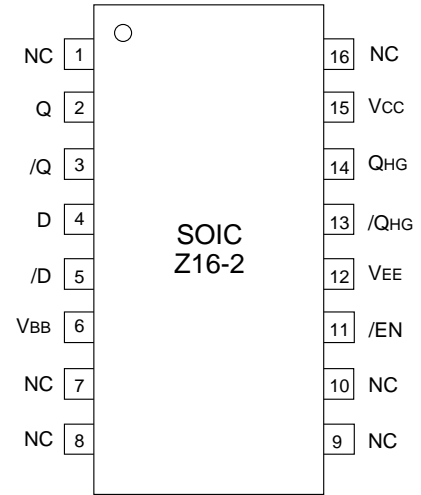 NC 1 16 NC
Q 2 15 VCC
/Q 3 14 QHG
D 4 13 /QHG
SOIC
Z16-2
/D 5 12 VEE
VBB 6 11 /EN
NC 7 10 NC
NC 8 9 NC